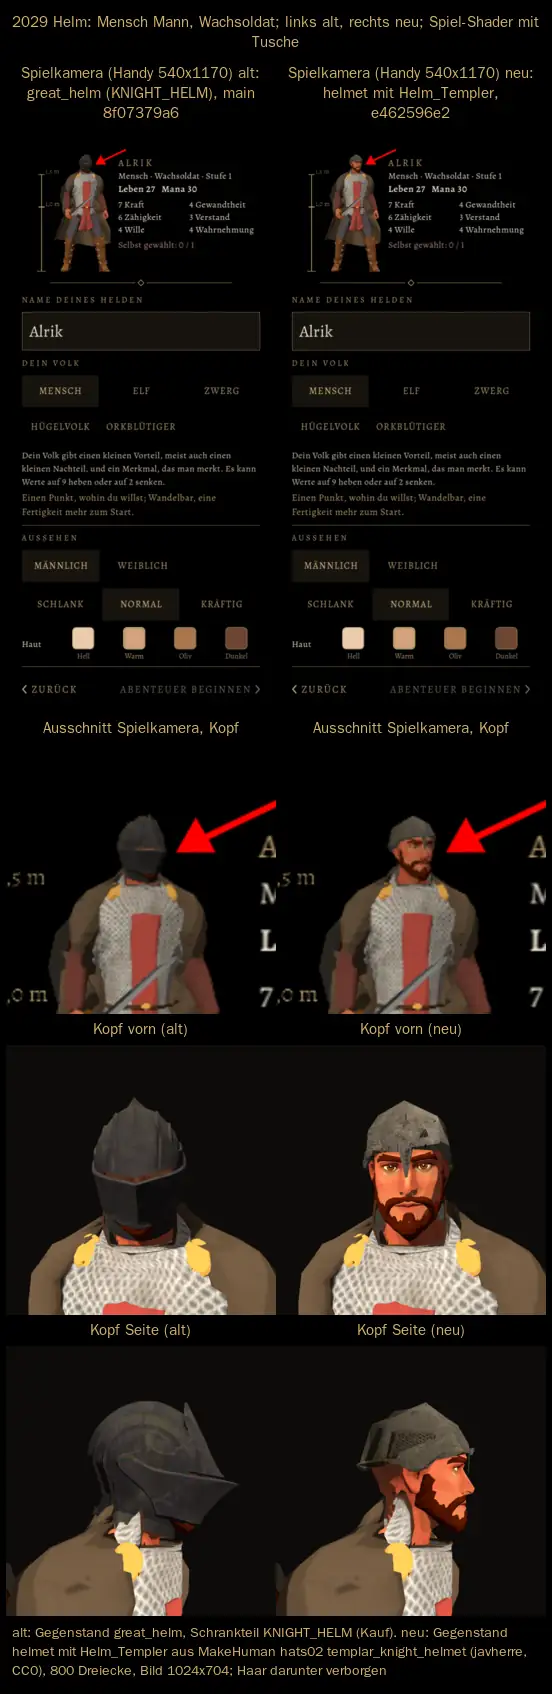 2029 Helm: Mensch Mann, Wachsoldat; links alt, rechts neu; Spiel-Shader mit
Tusche
Spielkamera (Handy 540x1170) alt:
great_helm (KNIGHT_HELM), main
8f07379a6
Spielkamera (Handy 540x1170) neu:
helmet mit Helm_Templer,
e462596e2
ALRIK
Mensch · Wachsoldat · Stufe 1
Leben 27 Mana 30
7 Kraft 4 Gewandtheit
6 Zähigkeit 3 Verstand
4 Wille 4 Wahrnehmung
Selbst gewählt: 0 / 1
NAME DEINES HELDEN
Alrik
DEIN VOLK
MENSCH ELF ZWERG
HÜGELVOLK ORKBLÜTIGER
Dein Volk gibt einen kleinen Vorteil, meist auch einen
kleinen Nachteil, und ein Merkmal, das man merkt. Es kann
Werte auf 9 heben oder auf 2 senken.
Einen Punkt, wohin du willst; Wandelbar, eine
Fertigkeit mehr zum Start.
AUSSEHEN
MÄNNLICH WEIBLICH
SCHLANK NORMAL KRÄFTIG
Haut
Hell Warm Oliv Dunkel
ZURÜCK ABENTEUER BEGINNEN
ALRIK
Mensch · Wachsoldat · Stufe 1
Leben 27 Mana 30
7 Kraft 4 Gewandtheit
6 Zähigkeit 3 Verstand
4 Wille 4 Wahrnehmung
Selbst gewählt: 0 / 1
NAME DEINES HELDEN
Alrik
DEIN VOLK
MENSCH ELF ZWERG
HÜGELVOLK ORKBLÜTIGER
Dein Volk gibt einen kleinen Vorteil, meist auch einen
kleinen Nachteil, und ein Merkmal, das man merkt. Es kann
Werte auf 9 heben oder auf 2 senken.
Einen Punkt, wohin du willst; Wandelbar, eine
Fertigkeit mehr zum Start.
AUSSEHEN
MÄNNLICH WEIBLICH
SCHLANK NORMAL KRÄFTIG
Haut
Hell Warm Oliv Dunkel
ZURÜCK ABENTEUER BEGINNEN
Ausschnitt Spielkamera, Kopf
Ausschnitt Spielkamera, Kopf
,5 m
,0 m
A
M
L
7
,5 m
,0 m
A
M
L
7
Kopf vorn (alt)
Kopf vorn (neu)
Kopf Seite (alt)
Kopf Seite (neu)
alt: Gegenstand great_helm, Schrankteil KNIGHT_HELM (Kauf). neu: Gegenstand
helmet mit Helm_Templer aus MakeHuman hats02 templar_knight_helmet (javherre,
CC0), 800 Dreiecke, Bild 1024x704; Haar darunter verborgen